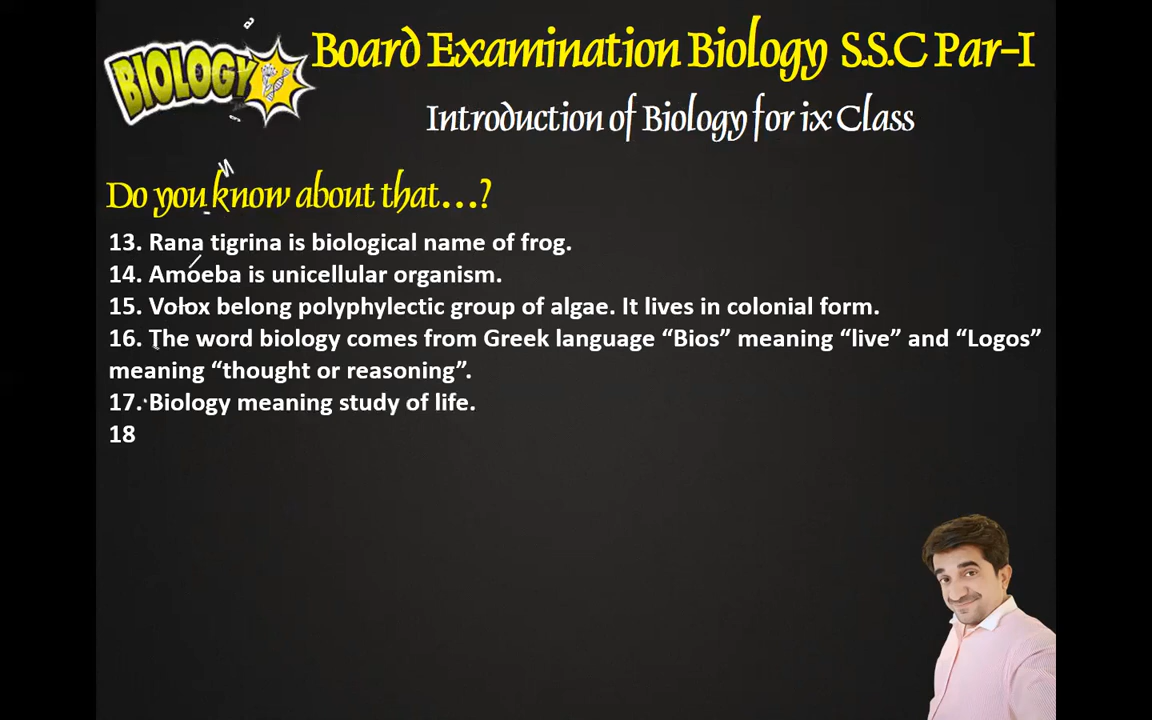 BIOLOGY
Board Examination Biology S.S.C Par-I
Introduction of Biology for ix Class
Do you know about that...?
13. Rana tigrina is biological name of frog.
14. Amoeba is unicellular organism.
15. Volox belong polyphylectic group of algae. It lives in colonial form.
16. The word biology comes from Greek language “Bios” meaning “live” and “Logos”
meaning “thought or reasoning”.
17. Biology meaning study of life.
18